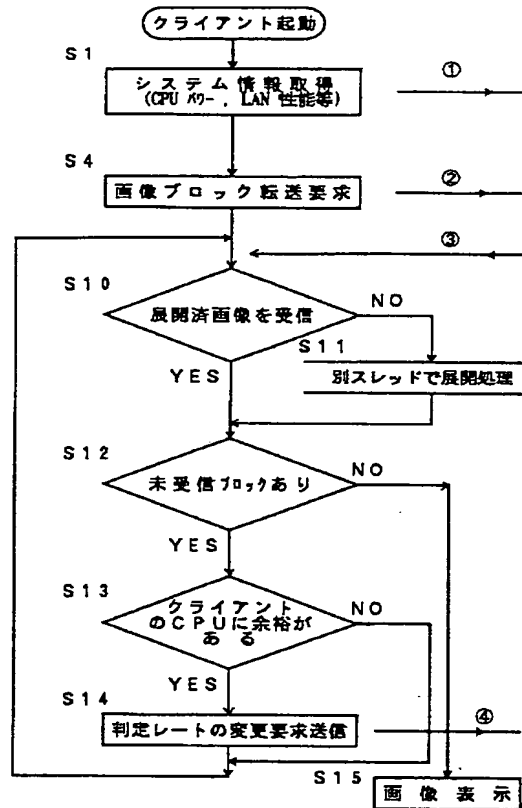 クライアント起動
S1
システム情報取得
(CPU パワー, LAN 性能等)
①
S4
画像ブロック転送要求
②
③
S10
展開済画像を受信
NO
S11
YES
別スレッドで展開処理
S12
未受信ブロックあり
NO
YES
S13
クライアント
のCPUに余裕が
ある
NO
YES
S14
判定レートの変更要求送信
④
S15
画像表示